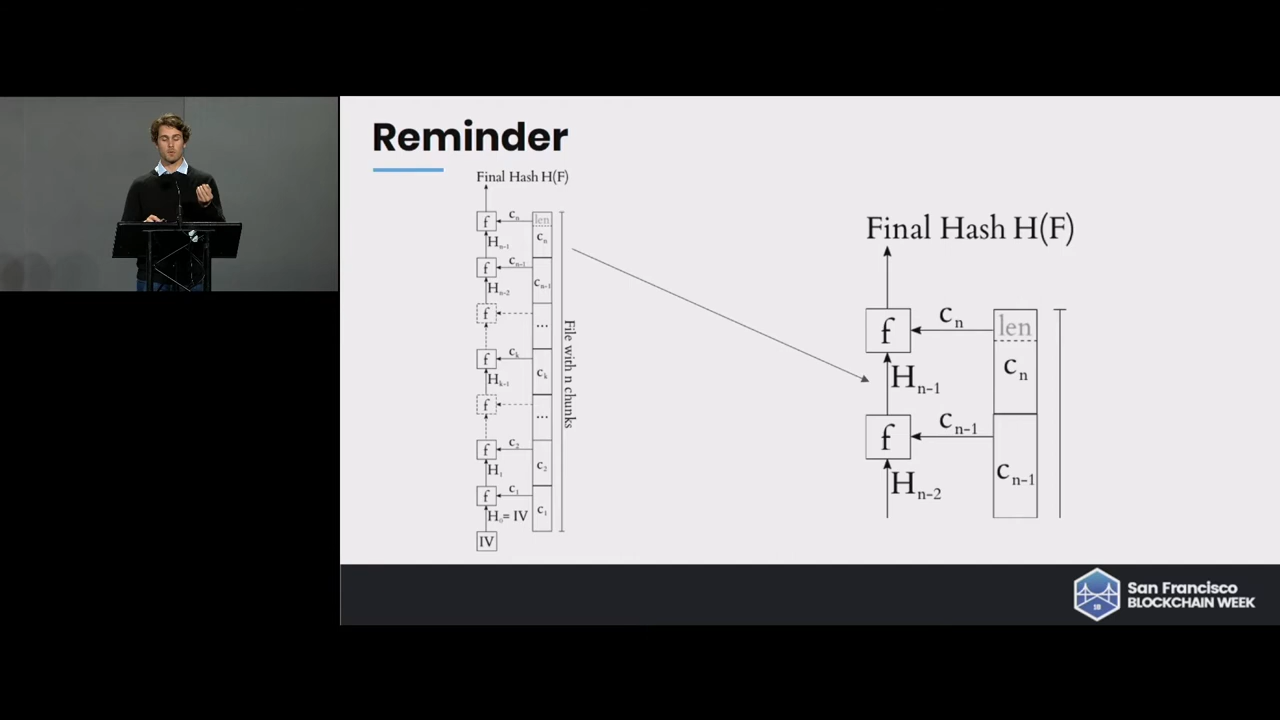 Reminder
Final Hash H(F)
f
cₙ
len
cₙ
Hₙ₋₁
f
cₙ₋₁
cₙ₋₁
Hₙ₋₂
f
...
f
cₖ
cₖ
Hₖ₋₁
f
...
f
c₂
c₂
H₁
f
c₁
c₁
H₀= IV
IV
File with n chunks
Final Hash H(F)
f
cₙ
len
cₙ
Hₙ₋₁
f
cₙ₋₁
cₙ₋₁
Hₙ₋₂
San Francisco
BLOCKCHAIN WEEK